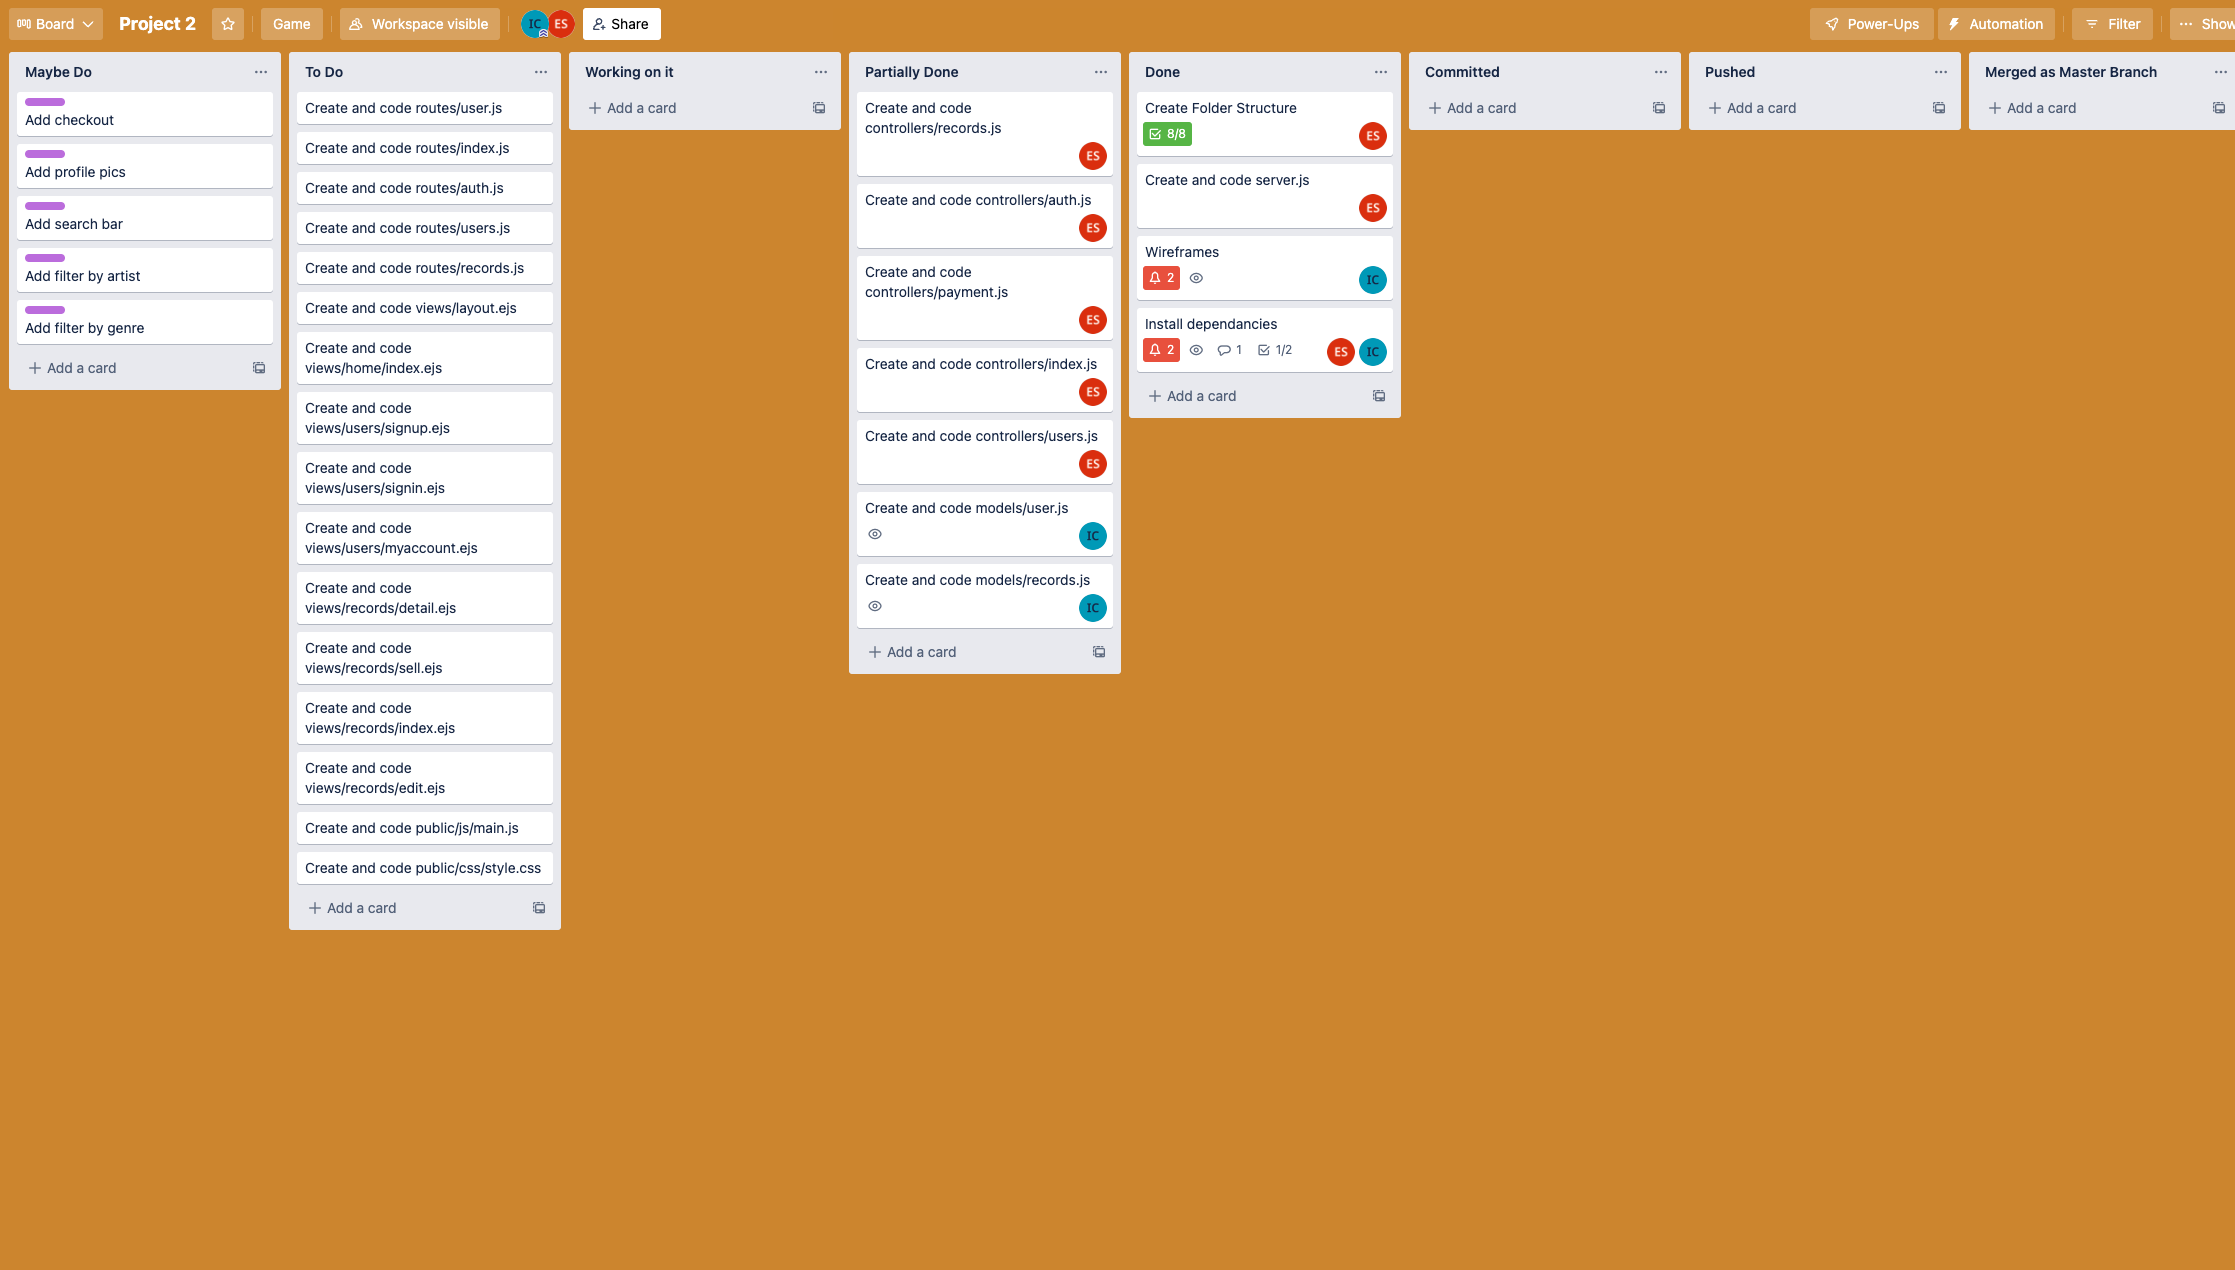 Board
Project 2
Game
Workspace visible
IC
ES
Share
Power-Ups
Automation
Filter
Show
Maybe Do
Add checkout
Add profile pics
Add search bar
Add filter by artist
Add filter by genre
Add a card
To Do
Create and code routes/user.js
Create and code routes/index.js
Create and code routes/auth.js
Create and code routes/users.js
Create and code routes/records.js
Create and code views/layout.ejs
Create and code
views/home/index.ejs
Create and code
views/users/signup.ejs
Create and code
views/users/signin.ejs
Create and code
views/users/myaccount.ejs
Create and code
views/records/detail.ejs
Create and code
views/records/sell.ejs
Create and code
views/records/index.ejs
Create and code
views/records/edit.ejs
Create and code public/js/main.js
Create and code public/css/style.css
Add a card
Working on it
Add a card
Partially Done
Create and code
controllers/records.js
ES
Create and code controllers/auth.js
ES
Create and code
controllers/payment.js
ES
Create and code controllers/index.js
ES
Create and code controllers/users.js
ES
Create and code models/user.js
IC
Create and code models/records.js
IC
Add a card
Done
Create Folder Structure
8/8
ES
Create and code server.js
ES
Wireframes
2
IC
Install dependancies
2 1 1/2
ES IC
Add a card
Committed
Add a card
Pushed
Add a card
Merged as Master Branch
Add a card